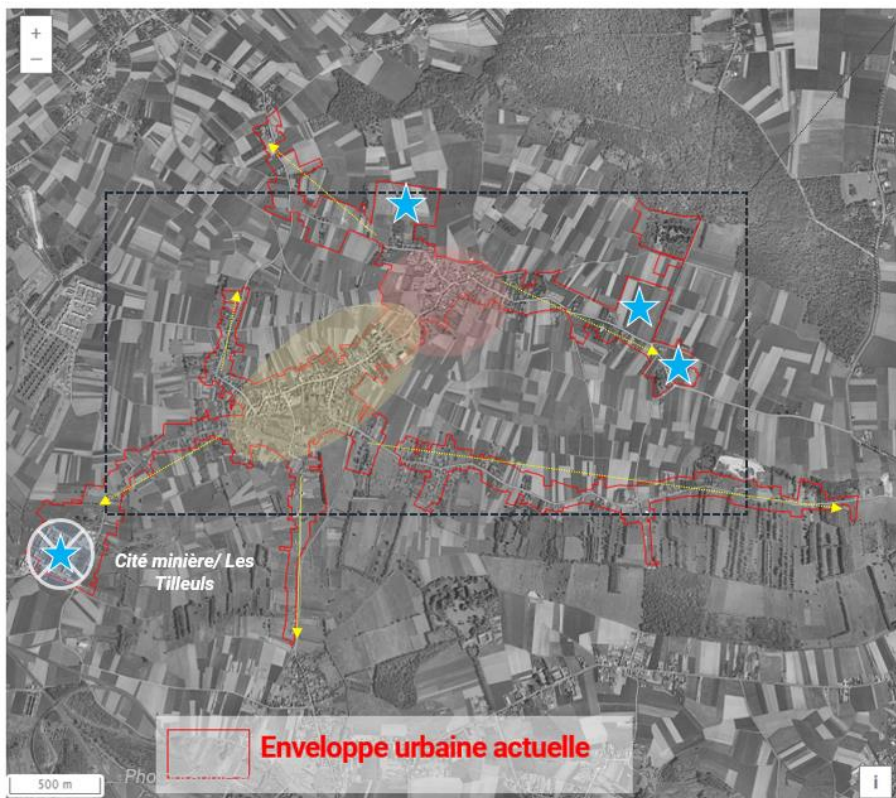 +
−
Cité minière/ Les
Tilleuls
Enveloppe urbaine actuelle
500 m
i